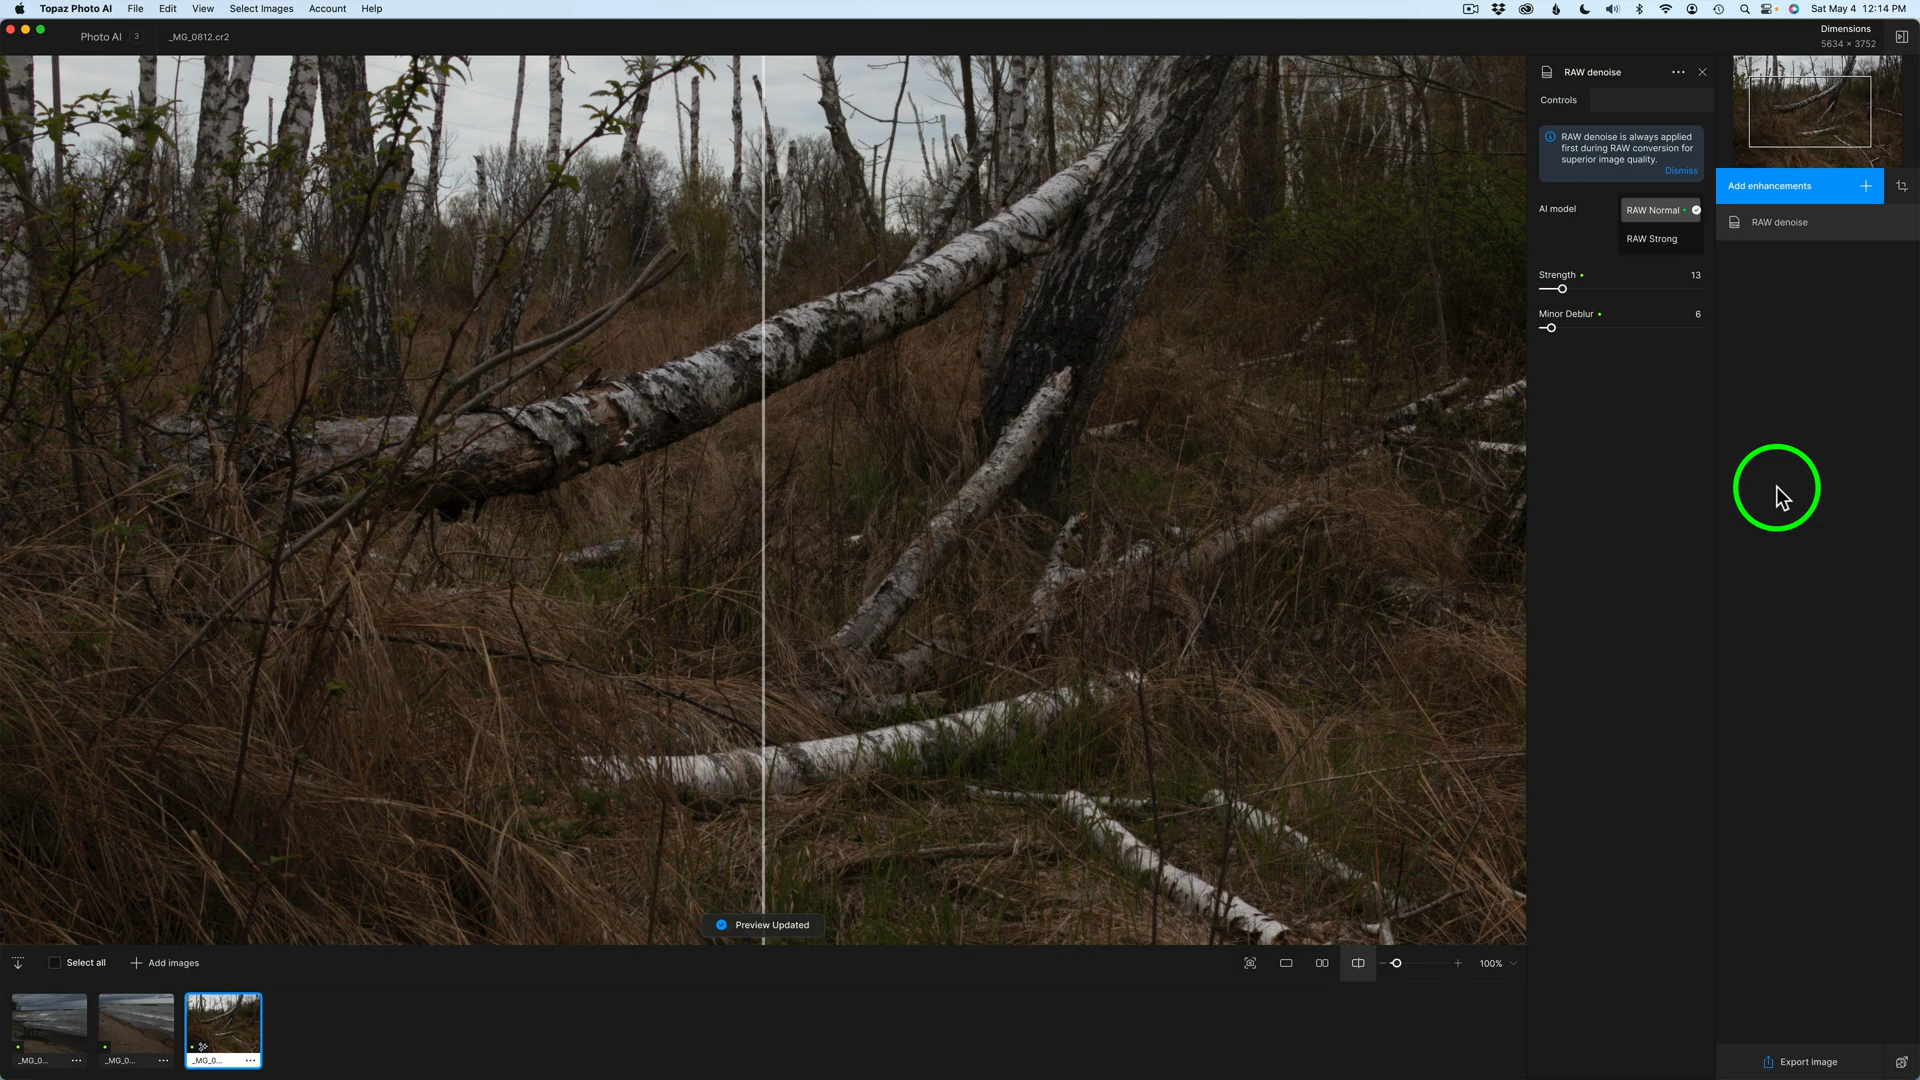 Topaz Photo AI File Edit View Select Images Account Help
Sat May 4 12:14 PM
Photo AI 3 _MG_0812.cr2
Dimensions
5634 × 3752
RAW denoise
Controls
RAW denoise is always applied
first during RAW conversion for
superior image quality.
Dismiss
AI model
RAW Normal
RAW Strong
Strength 13
Minor Deblur 6
Add enhancements
RAW denoise
Preview Updated
Select all Add images
100%
_MG_0... _MG_0... _MG_0...
Export image